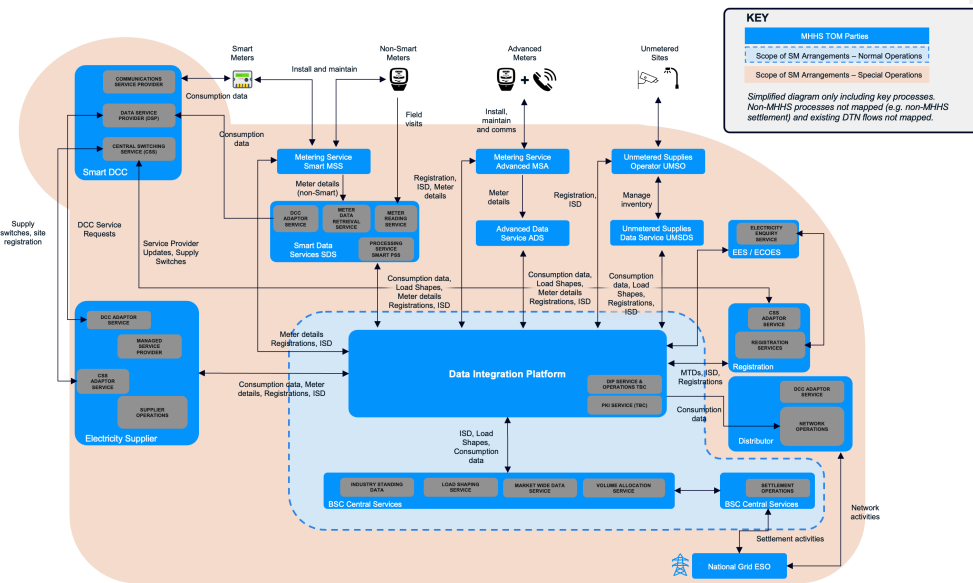 KEY
MHHS TOM Parties
Scope of SM Arrangements – Normal Operations
Scope of SM Arrangements – Special Operations
Simplified diagram only including key processes.
Non-MHHS processes not mapped (e.g. non-MHHS
settlement) and existing DTN flows not mapped.
Smart
Meters
Non-Smart
Meters
Advanced
Meters
Unmetered
Sites
COMMUNICATIONS
SERVICE PROVIDER
DATA SERVICE
PROVIDER (DSP)
CENTRAL SWITCHING
SERVICE (CSS)
Smart DCC
Consumption data
Install and maintain
Consumption
data
Field
visits
Install,
maintain
and comms
Metering Service
Smart MSS
Metering Service
Advanced MSA
Unmetered Supplies
Operator UMSO
Meter details
(non-Smart)
Registration,
ISD, Meter
details
Meter
details
Registration,
ISD
Manage
inventory
DCC
ADAPTOR
SERVICE
METER
DATA
RETRIEVAL
SERVICE
METER
READING
SERVICE
PROCESSING
SERVICE
SMART PSS
Smart Data
Services SDS
Advanced Data
Service ADS
Unmetered Supplies
Data Service UMSDS
ELECTRICITY
ENQUIRY
SERVICE
EES / ECOES
Supply
switches, site
registration
DCC Service
Requests
Service Provider
Updates, Supply
Switches
Consumption data,
Load Shapes,
Meter details
Registrations, ISD
Consumption data,
Load Shapes,
Meter details
Registrations, ISD
Consumption
data, Load
Shapes,
Registrations,
ISD
DCC ADAPTOR
SERVICE
MANAGED
SERVICE
PROVIDER
CSS
ADAPTOR
SERVICE
SUPPLIER
OPERATIONS
Electricity Supplier
Meter details
Registrations, ISD
Consumption data, Meter
details, Registrations, ISD
Data Integration Platform
DIP SERVICE &
OPERATIONS TBC
PKI SERVICE (TBC)
CSS
ADAPTOR
SERVICE
REGISTRATION
SERVICES
Registration
MTDs, ISD,
Registrations
Consumption
data
DCC ADAPTOR
SERVICE
NETWORK
OPERATIONS
Distributor
ISD, Load
Shapes,
Consumption
data
INDUSTRY STANDING
DATA
LOAD SHAPING
SERVICE
MARKET WIDE DATA
SERVICE
VOLUME ALLOCATION
SERVICE
BSC Central Services
SETTLEMENT
OPERATIONS
BSC Central Services
Network
activities
Settlement activities
National Grid ESO